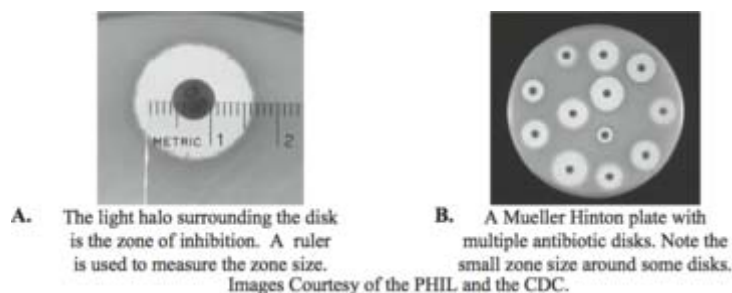 METRIC 1 2
A. The light halo surrounding the disk
is the zone of inhibition. A ruler
is used to measure the zone size.
B. A Mueller Hinton plate with
multiple antibiotic disks. Note the
small zone size around some disks.
Images Courtesy of the PHIL and the CDC.